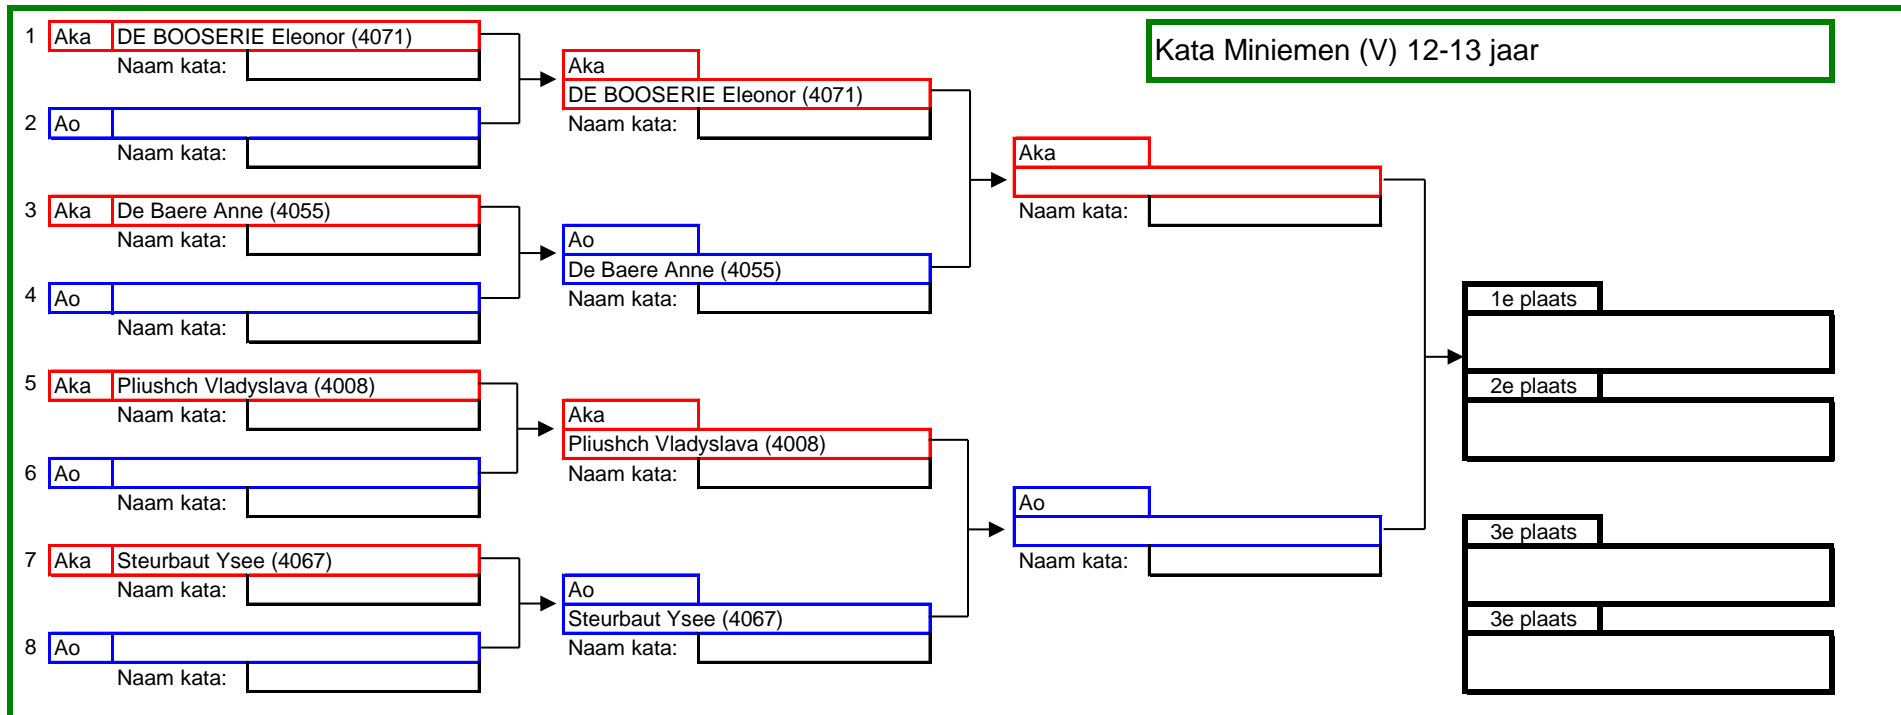 Kata Miniemen (V) 12-13 jaar
1 Aka DE BOOSERIE Eleonor (4071)
Naam kata:
2 Ao
Naam kata:
3 Aka De Baere Anne (4055)
Naam kata:
4 Ao
Naam kata:
5 Aka Pliushch Vladyslava (4008)
Naam kata:
6 Ao
Naam kata:
7 Aka Steurbaut Ysee (4067)
Naam kata:
8 Ao
Naam kata:
Aka
DE BOOSERIE Eleonor (4071)
Naam kata:
Ao
De Baere Anne (4055)
Naam kata:
Aka
Pliushch Vladyslava (4008)
Naam kata:
Ao
Steurbaut Ysee (4067)
Naam kata:
Aka
Naam kata:
Ao
Naam kata:
1e plaats
2e plaats
3e plaats
3e plaats